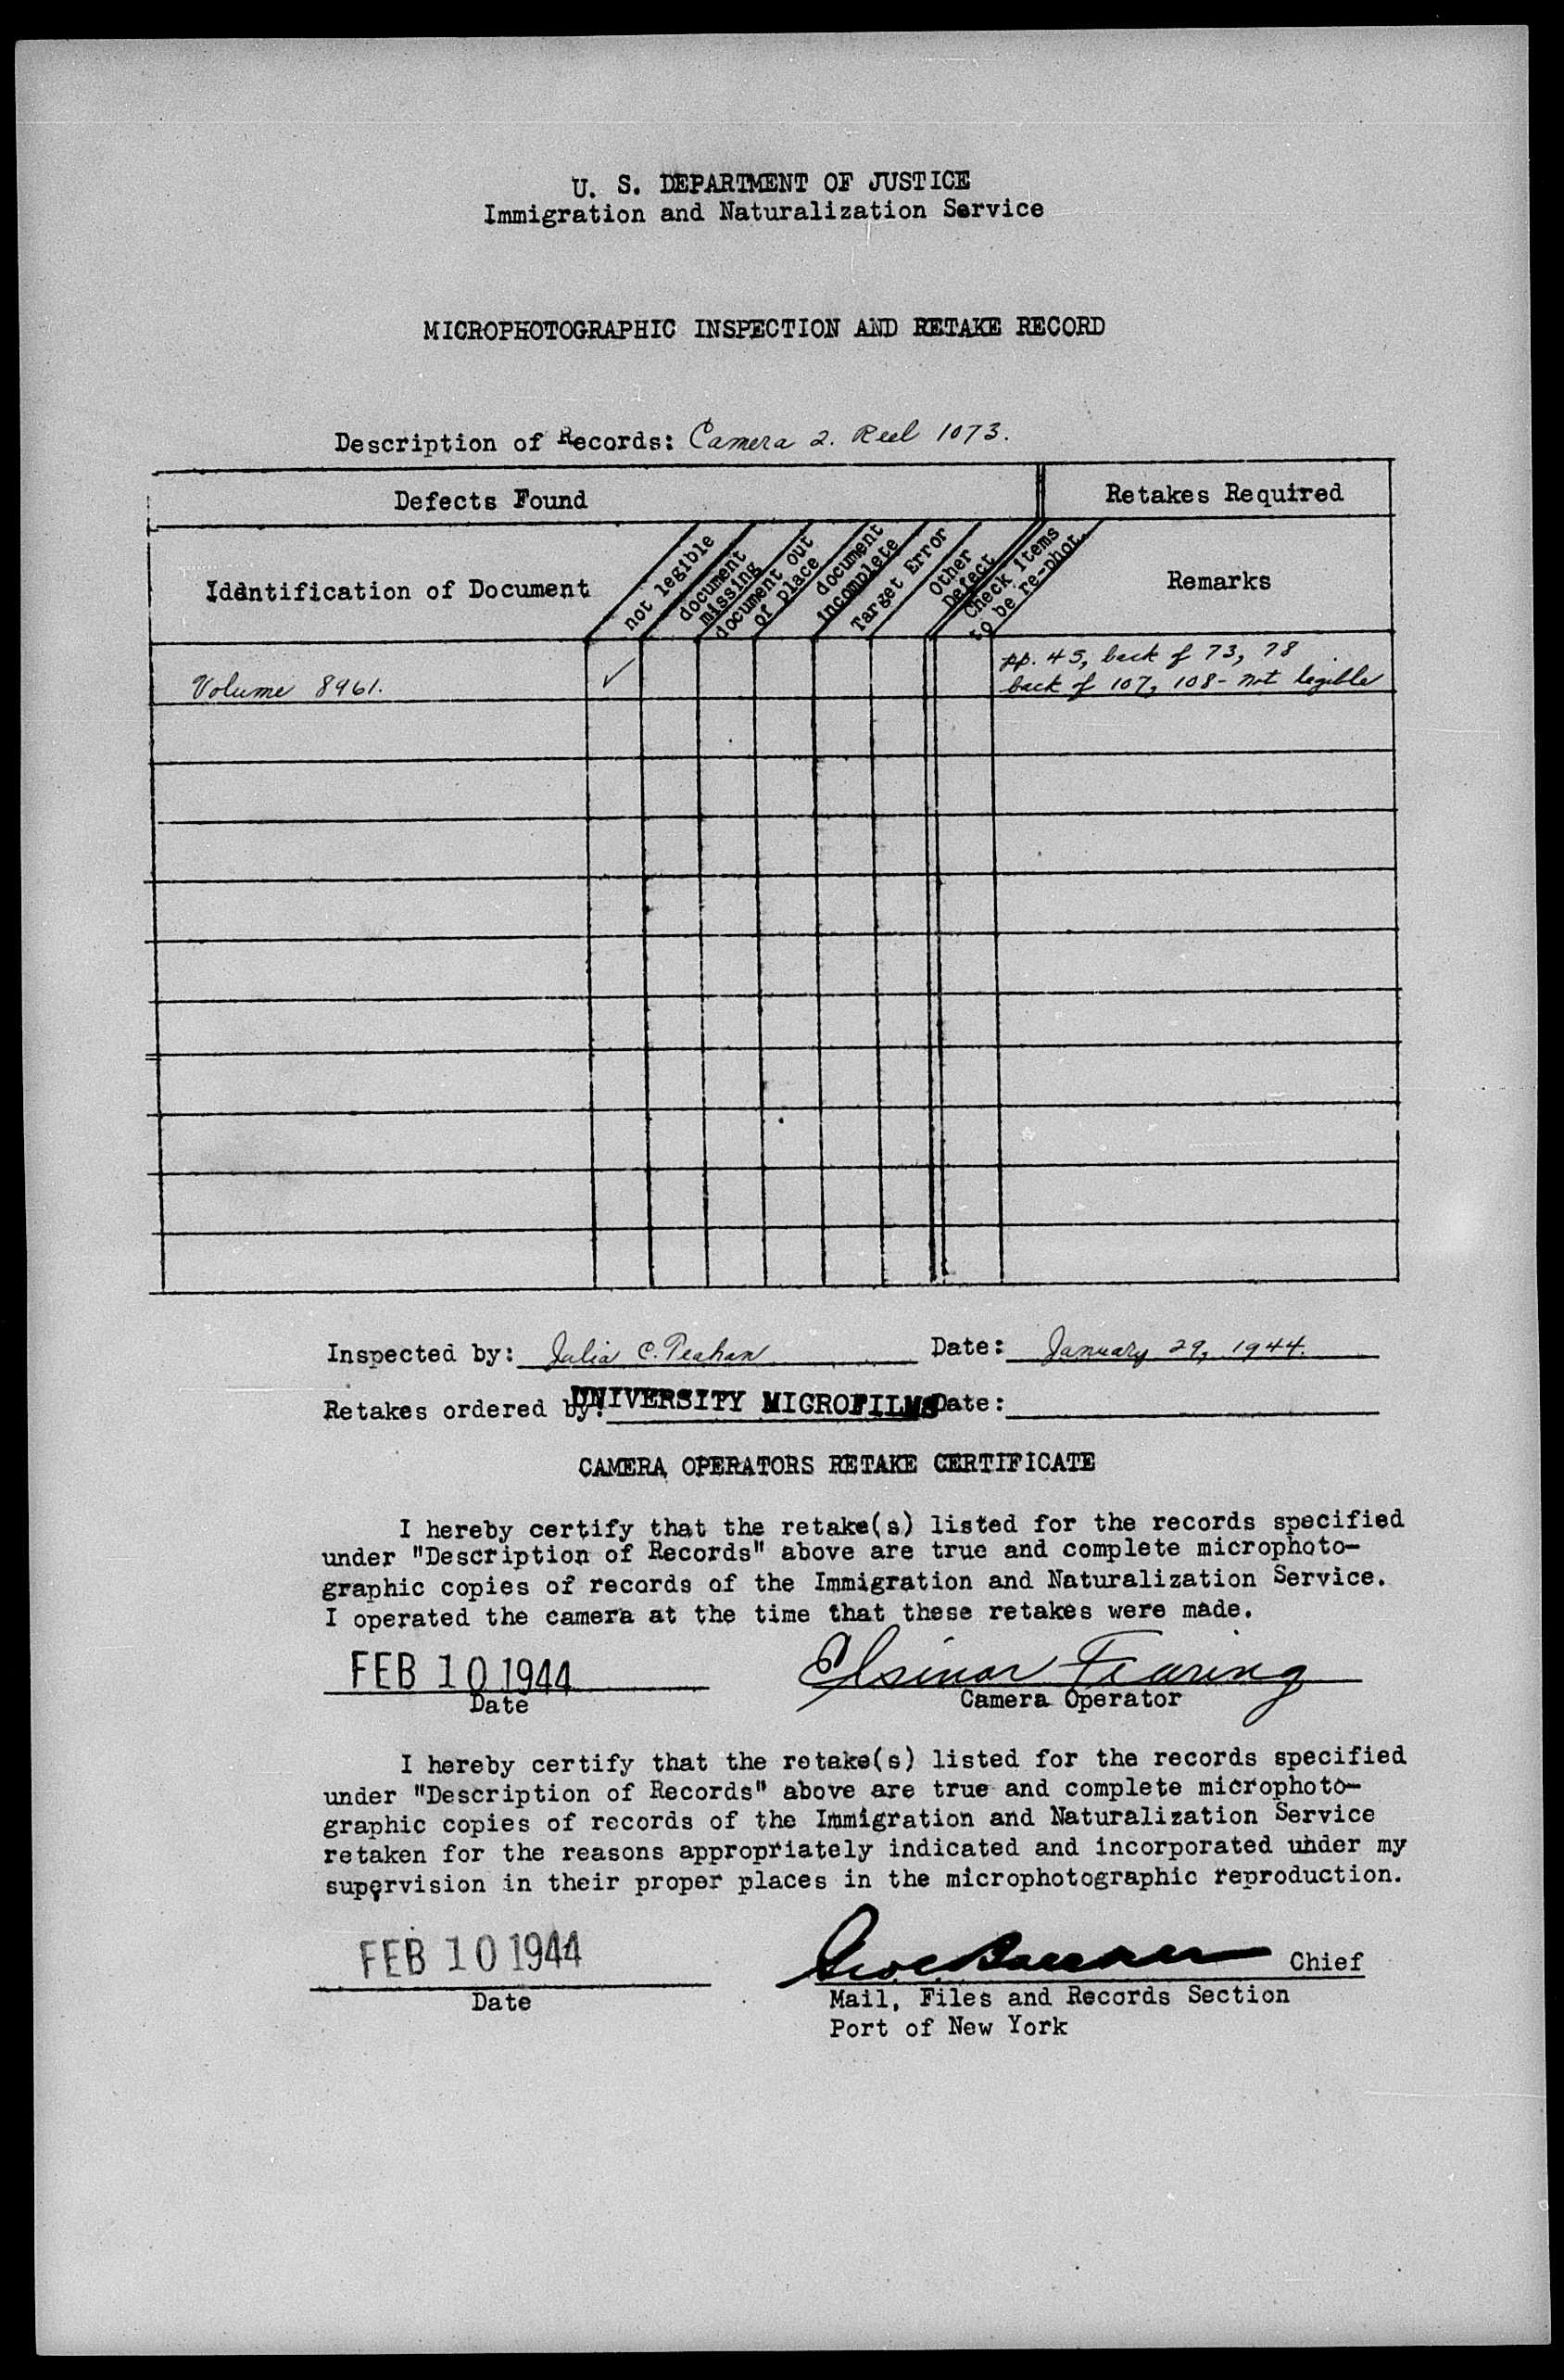 U. S. DEPARTMENT OF JUSTICE
Immigration and Naturalization Service
MICROPHOTOGRAPHIC INSPECTION AND RETAKE RECORD
Description of Records: Camera 2. Reel 1073.
Defects Found
Retakes Required
Identification of Document
not legible
document
missing
document out
of place
document
incomplete
Target Error
Other
Defect
Check items
to be re-phot.
Remarks
Volume 8961.
✓
pp. 45, back of 73, 78
back of 107, 108 - not legible
Inspected by: Julia C. Date: January 29, 1944.
Retakes ordered by: UNIVERSITY MICROFILMS Date:
CAMERA OPERATORS RETAKE CERTIFICATE
I hereby certify that the retake(s) listed for the records specified
under "Description of Records" above are true and complete microphoto-
graphic copies of records of the Immigration and Naturalization Service.
I operated the camera at the time that these retakes were made.
FEB 10 1944
Elsinor Fearing
Date
Camera Operator
I hereby certify that the retake(s) listed for the records specified
under "Description of Records" above are true and complete microphoto-
graphic copies of records of the Immigration and Naturalization Service
retaken for the reasons appropriately indicated and incorporated under my
supervision in their proper places in the microphotographic reproduction.
FEB 10 1944
Chief
Date
Mail, Files and Records Section
Port of New York